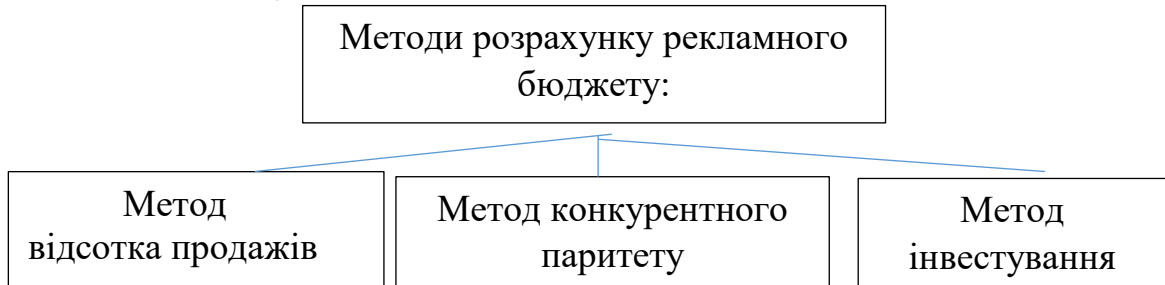 Методи розрахунку рекламного
бюджету:
Метод
відсотка продажів
Метод конкурентного
паритету
Метод
інвестування